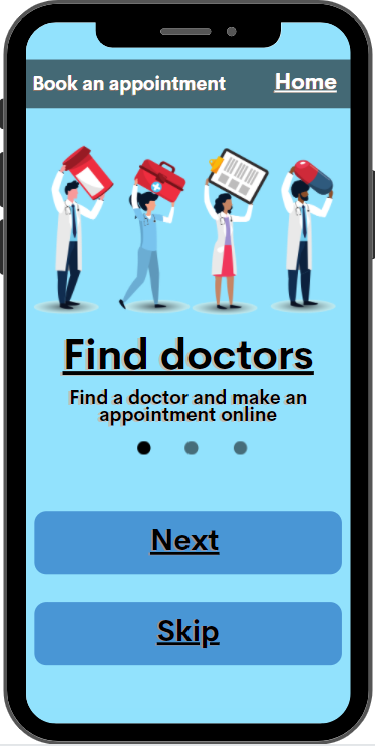 Book an appointment Home
Find doctors
Find a doctor and make an
appointment online
Next
Skip